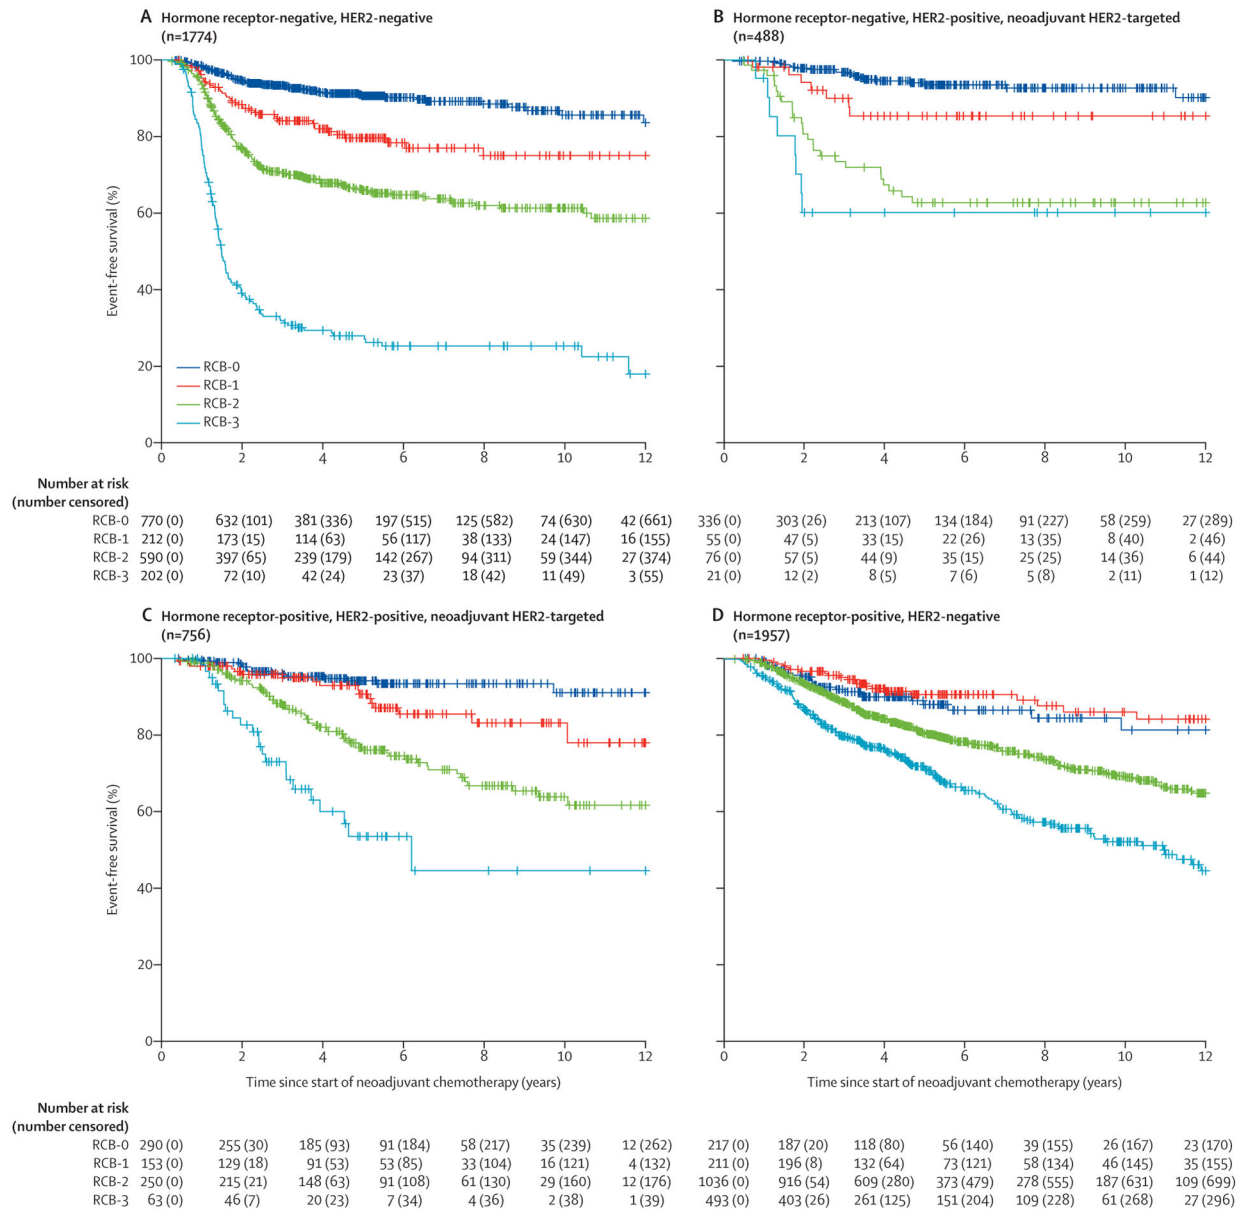 A Hormone receptor-negative, HER2-negative
(n=1774)
B Hormone receptor-negative, HER2-positive, neoadjuvant HER2-targeted
(n=488)
Event-free survival (%)
100
80
60
40
20
0
RCB-0
RCB-1
RCB-2
RCB-3
0 2 4 6 8 10 12
0 2 4 6 8 10 12
Number at risk
(number censored)
RCB-0 770 (0) 632 (101) 381 (336) 197 (515) 125 (582) 74 (630) 42 (661) 336 (0) 303 (26) 213 (107) 134 (184) 91 (227) 58 (259) 27 (289)
RCB-1 212 (0) 173 (15) 114 (63) 56 (117) 38 (133) 24 (147) 16 (155) 55 (0) 47 (5) 33 (15) 22 (26) 13 (35) 8 (40) 2 (46)
RCB-2 590 (0) 397 (65) 239 (179) 142 (267) 94 (311) 59 (344) 27 (374) 76 (0) 57 (5) 44 (9) 35 (15) 25 (25) 14 (36) 6 (44)
RCB-3 202 (0) 72 (10) 42 (24) 23 (37) 18 (42) 11 (49) 3 (55) 21 (0) 12 (2) 8 (5) 7 (6) 5 (8) 2 (11) 1 (12)
C Hormone receptor-positive, HER2-positive, neoadjuvant HER2-targeted
(n=756)
D Hormone receptor-positive, HER2-negative
(n=1957)
Event-free survival (%)
100
80
60
40
20
0
0 2 4 6 8 10 12
0 2 4 6 8 10 12
Time since start of neoadjuvant chemotherapy (years)
Time since start of neoadjuvant chemotherapy (years)
Number at risk
(number censored)
RCB-0 290 (0) 255 (30) 185 (93) 91 (184) 58 (217) 35 (239) 12 (262) 217 (0) 187 (20) 118 (80) 56 (140) 39 (155) 26 (167) 23 (170)
RCB-1 153 (0) 129 (18) 91 (53) 53 (85) 33 (104) 16 (121) 4 (132) 211 (0) 196 (8) 132 (64) 73 (121) 58 (134) 46 (145) 35 (155)
RCB-2 250 (0) 215 (21) 148 (63) 91 (108) 61 (130) 29 (160) 12 (176) 1036 (0) 916 (54) 609 (280) 373 (479) 278 (555) 187 (631) 109 (699)
RCB-3 63 (0) 46 (7) 20 (23) 7 (34) 4 (36) 2 (38) 1 (39) 493 (0) 403 (26) 261 (125) 151 (204) 109 (228) 61 (268) 27 (296)